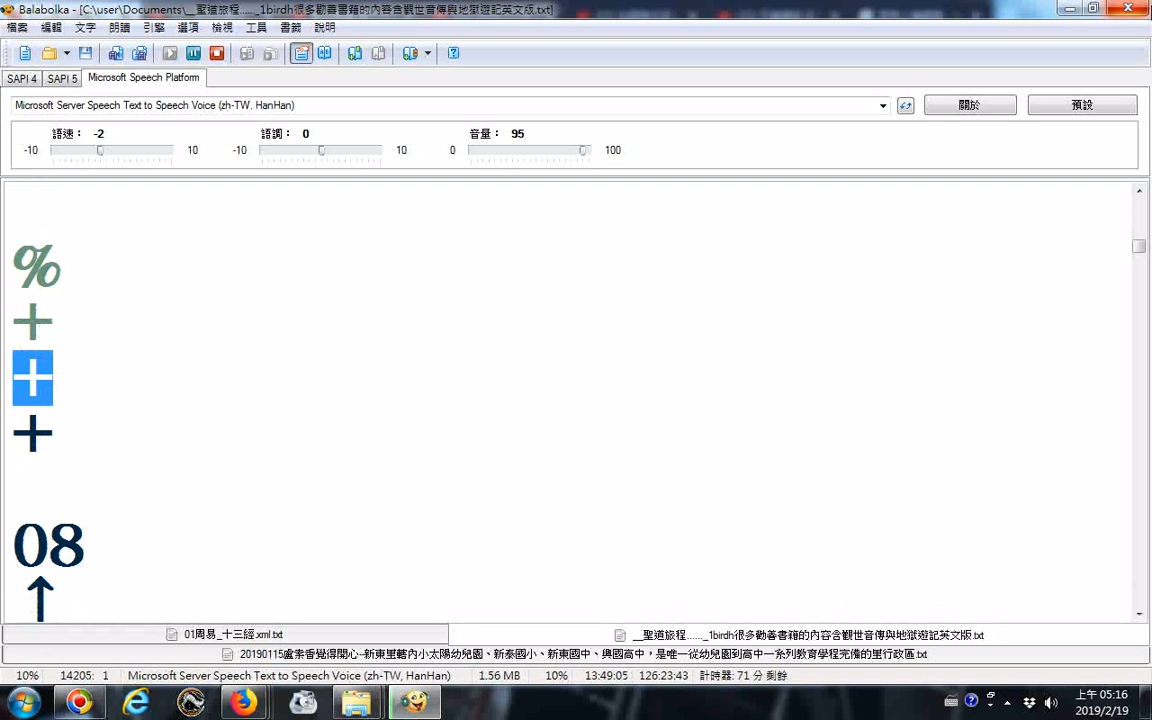 Balabolka - [C:\user\Documents\__聖道旅程......_1birdh很多勸善書籍的內容含觀世音傳與地獄遊記英文版.txt]
檔案 編輯 文字 朗讀 引擎 選項 檢視 工具 書籤 說明
SAPI 4 SAPI 5 Microsoft Speech Platform
Microsoft Server Speech Text to Speech Voice (zh-TW, HanHan) 關於 預設
語速： -2 語調： 0 音量： 95
-10 10 -10 10 0 100
%
+
+
+
08
↑
01周易_十三經.xml.txt __聖道旅程......_1birdh很多勸善書籍的內容含觀世音傳與地獄遊記英文版.txt
20190115盧素香覺得開心--新東里轄內小太陽幼兒園、新泰國小、新東國中、興國高中，是唯一從幼兒園到高中一系列教育學程完備的里行政區.txt
10% 14205: 1 Microsoft Server Speech Text to Speech Voice (zh-TW, HanHan) 1.56 MB 10% 13:49:05 126:23:43 計時器: 71 分 剩餘
上午 05:16
2019/2/19